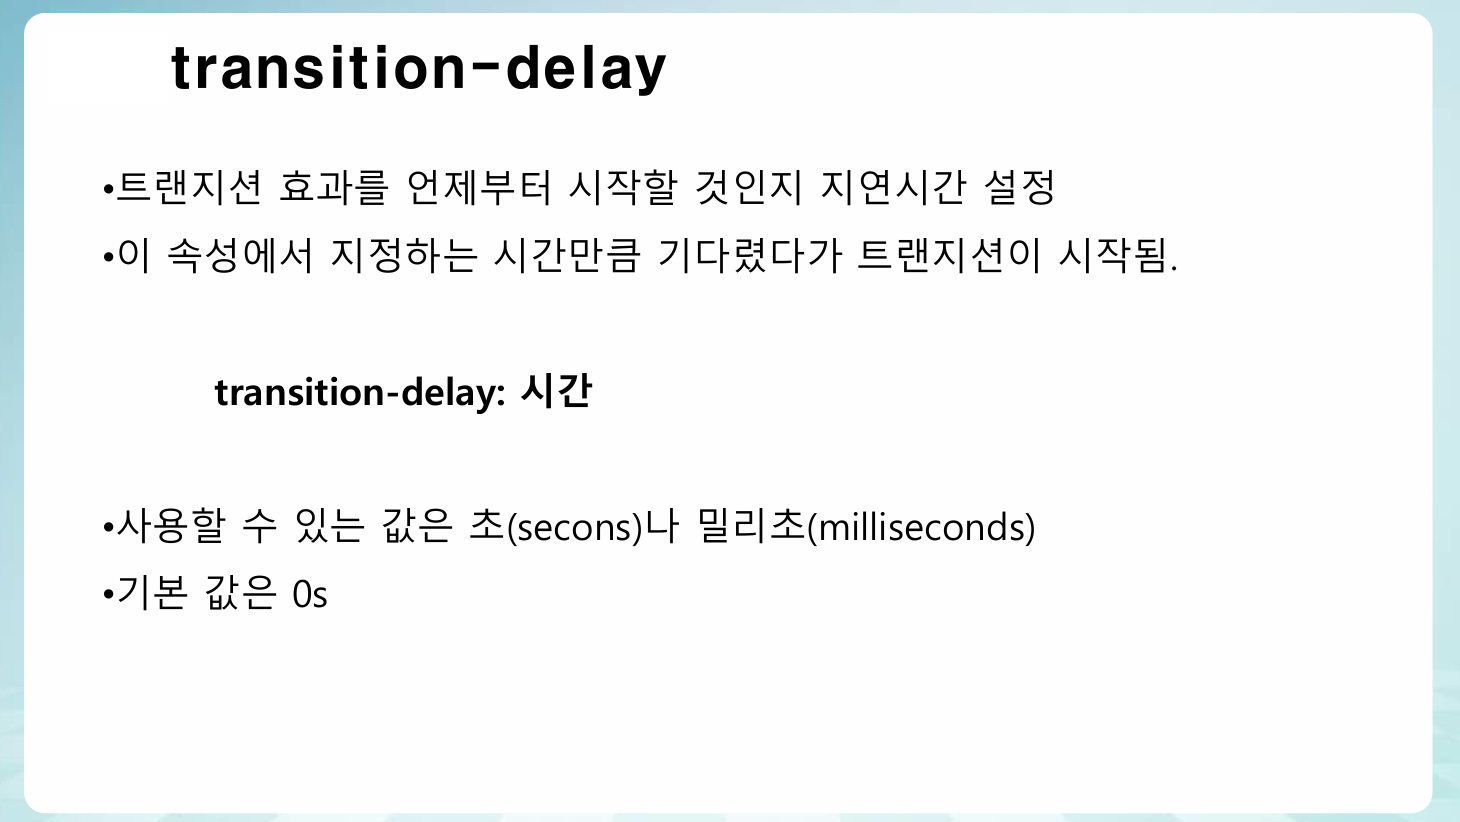 transition-delay
•트랜지션 효과를 언제부터 시작할 것인지 지연시간 설정
•이 속성에서 지정하는 시간만큼 기다렸다가 트랜지션이 시작됨.
transition-delay: 시간
•사용할 수 있는 값은 초(secons)나 밀리초(milliseconds)
•기본 값은 0s